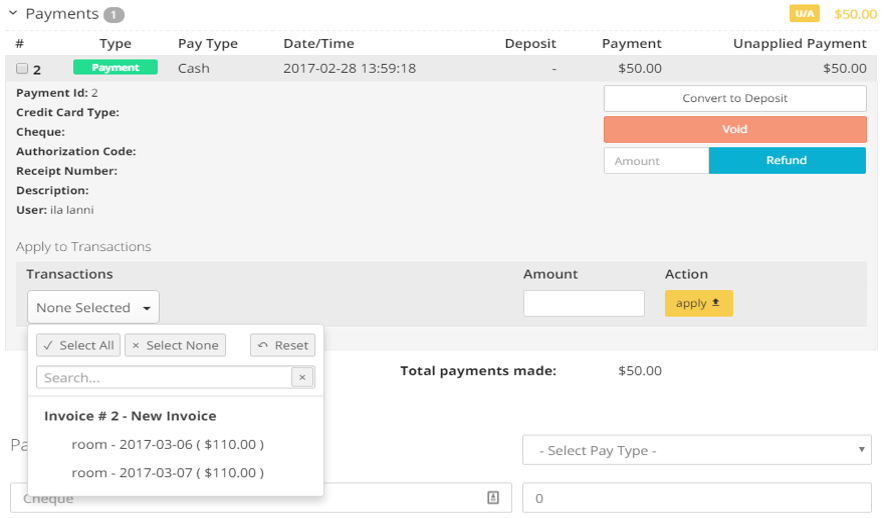 Payments 1 U/A $50.00
# Type Pay Type Date/Time Deposit Payment Unapplied Payment
2 Payment Cash 2017-02-28 13:59:18 - $50.00 $50.00
Payment Id: 2
Convert to Deposit
Credit Card Type:
Cheque:
Void
Authorization Code:
Amount Refund
Receipt Number:
Description:
User: ila lanni
Apply to Transactions
Transactions Amount Action
None Selected apply
Select All × Select None Reset
Search... ×
Total payments made: $50.00
Invoice # 2 - New Invoice
room - 2017-03-06 ( $110.00 )
room - 2017-03-07 ( $110.00 )
Pa - Select Pay Type -
Cheque 0